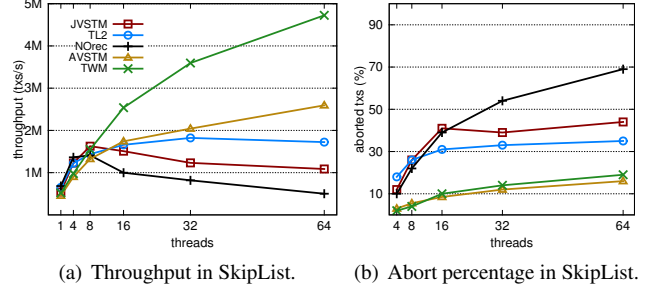 5M
4M
3M
2M
1M
throughput (txs/s)
JVSTM
TL2
NOrec
AVSTM
TWM
1 4 8 16 32 64
threads
(a) Throughput in SkipList.
90
70
50
30
10
aborted txs (%)
4 8 16 32 64
threads
(b) Abort percentage in SkipList.